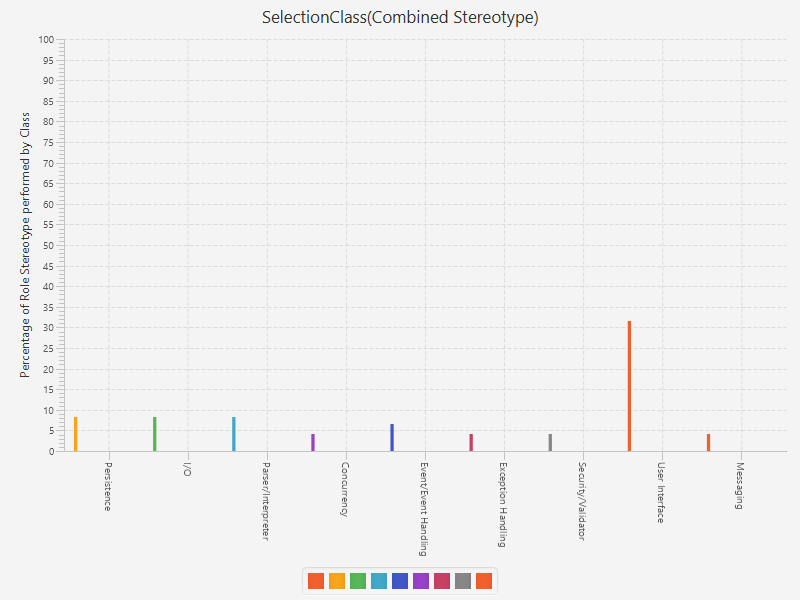 SelectionClass(Combined Stereotype)
Percentage of Role Stereotype performed by Class
100
95
90
85
80
75
70
65
60
55
50
45
40
35
30
25
20
15
10
5
0
Persistence
I/O
Parser/Interpreter
Concurrency
Event/Event Handling
Exception Handling
Security/Validator
User Interface
Messaging